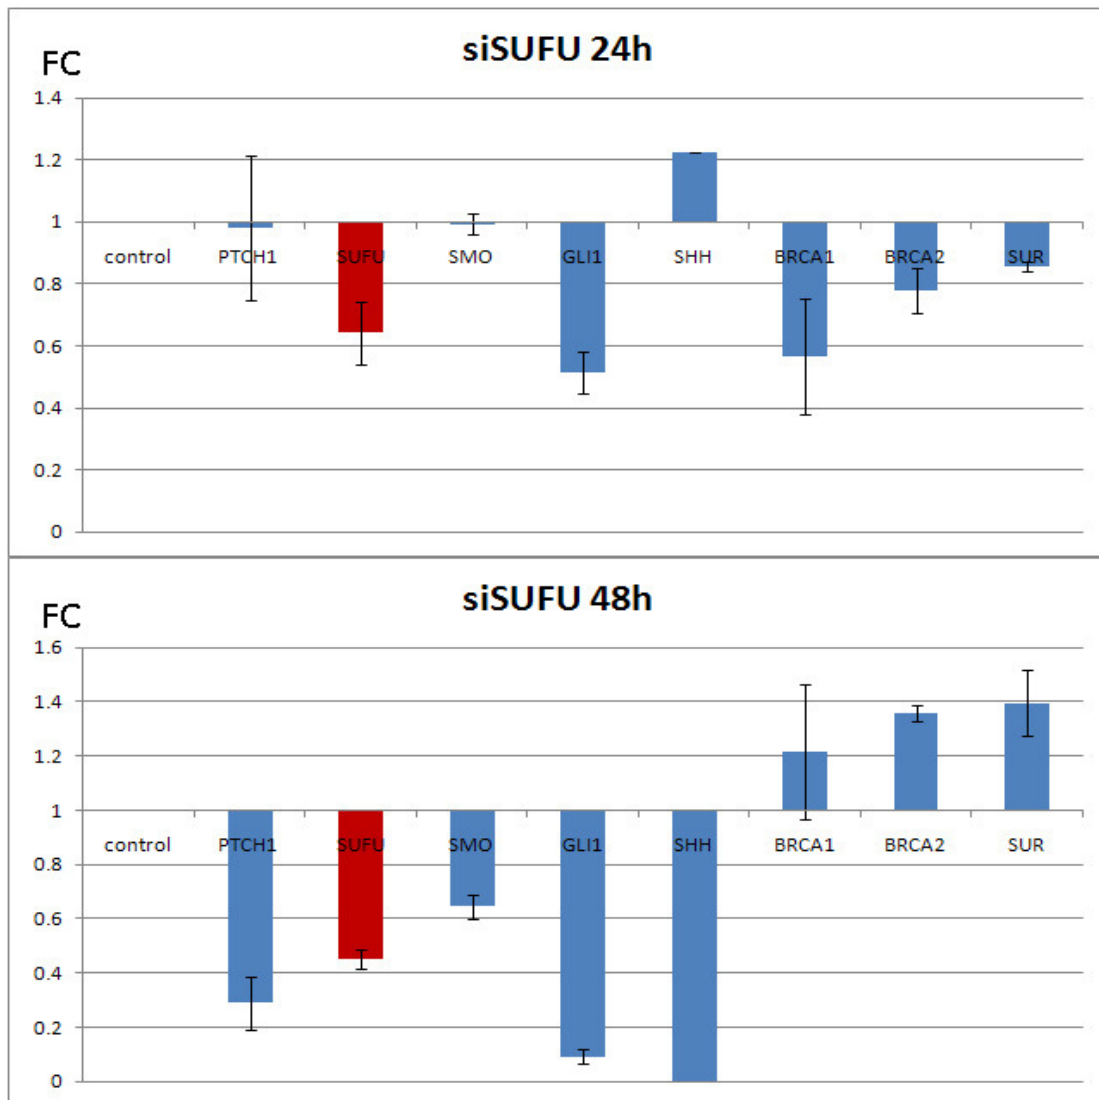 siSUFU 24h
FC
1.4
1.2
1
control PTCH1 SUFU SMO GLI1 SHH BRCA1 BRCA2 SUR
0.8
0.6
0.4
0.2
0
siSUFU 48h
FC
1.6
1.4
1.2
1
control PTCH1 SUFU SMO GLI1 SHH BRCA1 BRCA2 SUR
0.8
0.6
0.4
0.2
0